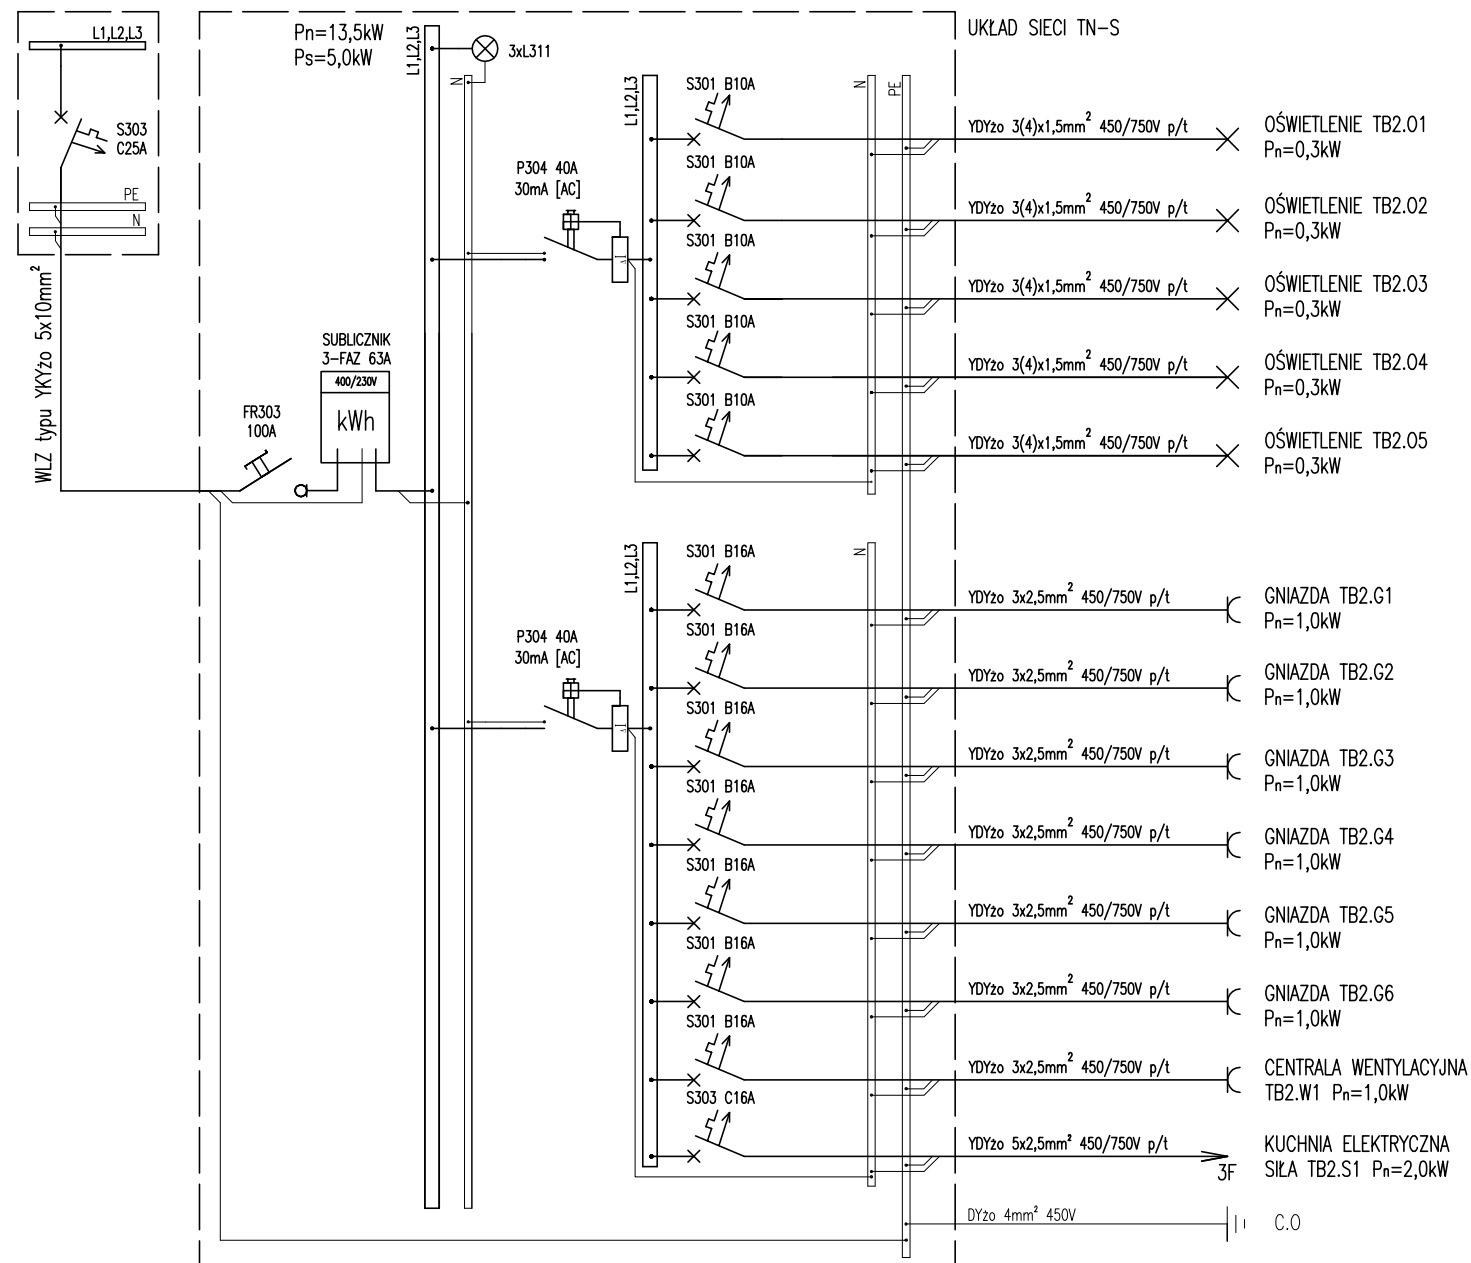 L1,L2,L3
S303
C25A
PE
N
WLZ typu YKYżo 5x10mm²
Pn=13,5kW
Ps=5,0kW
L1,L2,L3
3xL311
N
FR303
100A
SUBLICZNIK
3-FAZ 63A
400/230V
kWh
P304 40A
30mA [AC]
ΔI
L1,L2,L3
N
PE
UKŁAD SIECI TN-S
S301 B10A
YDYżo 3(4)x1,5mm² 450/750V p/t
OŚWIETLENIE TB2.O1
Pn=0,3kW
S301 B10A
YDYżo 3(4)x1,5mm² 450/750V p/t
OŚWIETLENIE TB2.O2
Pn=0,3kW
S301 B10A
YDYżo 3(4)x1,5mm² 450/750V p/t
OŚWIETLENIE TB2.O3
Pn=0,3kW
S301 B10A
YDYżo 3(4)x1,5mm² 450/750V p/t
OŚWIETLENIE TB2.O4
Pn=0,3kW
S301 B10A
YDYżo 3(4)x1,5mm² 450/750V p/t
OŚWIETLENIE TB2.O5
Pn=0,3kW
P304 40A
30mA [AC]
ΔI
L1,L2,L3
N
S301 B16A
YDYżo 3x2,5mm² 450/750V p/t
GNIAZDA TB2.G1
Pn=1,0kW
S301 B16A
YDYżo 3x2,5mm² 450/750V p/t
GNIAZDA TB2.G2
Pn=1,0kW
S301 B16A
YDYżo 3x2,5mm² 450/750V p/t
GNIAZDA TB2.G3
Pn=1,0kW
S301 B16A
YDYżo 3x2,5mm² 450/750V p/t
GNIAZDA TB2.G4
Pn=1,0kW
S301 B16A
YDYżo 3x2,5mm² 450/750V p/t
GNIAZDA TB2.G5
Pn=1,0kW
S301 B16A
YDYżo 3x2,5mm² 450/750V p/t
GNIAZDA TB2.G6
Pn=1,0kW
S301 B16A
YDYżo 3x2,5mm² 450/750V p/t
CENTRALA WENTYLACYJNA
TB2.W1 Pn=1,0kW
S303 C16A
YDYżo 5x2,5mm² 450/750V p/t
3F
KUCHNIA ELEKTRYCZNA
SIŁA TB2.S1 Pn=2,0kW
DYżo 4mm² 450V
C.O